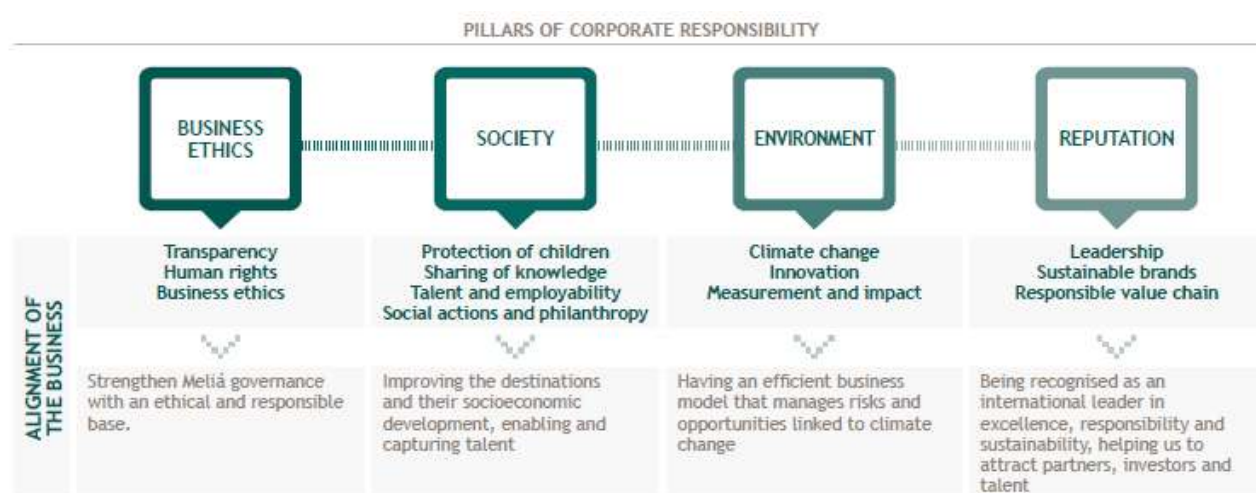 PILLARS OF CORPORATE RESPONSIBILITY
BUSINESS
ETHICS
SOCIETY
ENVIRONMENT
REPUTATION
ALIGNMENT OF
THE BUSINESS
Transparency
Human rights
Business ethics
Protection of children
Sharing of knowledge
Talent and employability
Social actions and philanthropy
Climate change
Innovation
Measurement and impact
Leadership
Sustainable brands
Responsible value chain
Strengthen Meliá governance
with an ethical and responsible
base.
Improving the destinations
and their socioeconomic
development, enabling and
capturing talent
Having an efficient business
model that manages risks and
opportunities linked to climate
change
Being recognised as an
international leader in
excellence, responsibility and
sustainability, helping us to
attract partners, investors and
talent